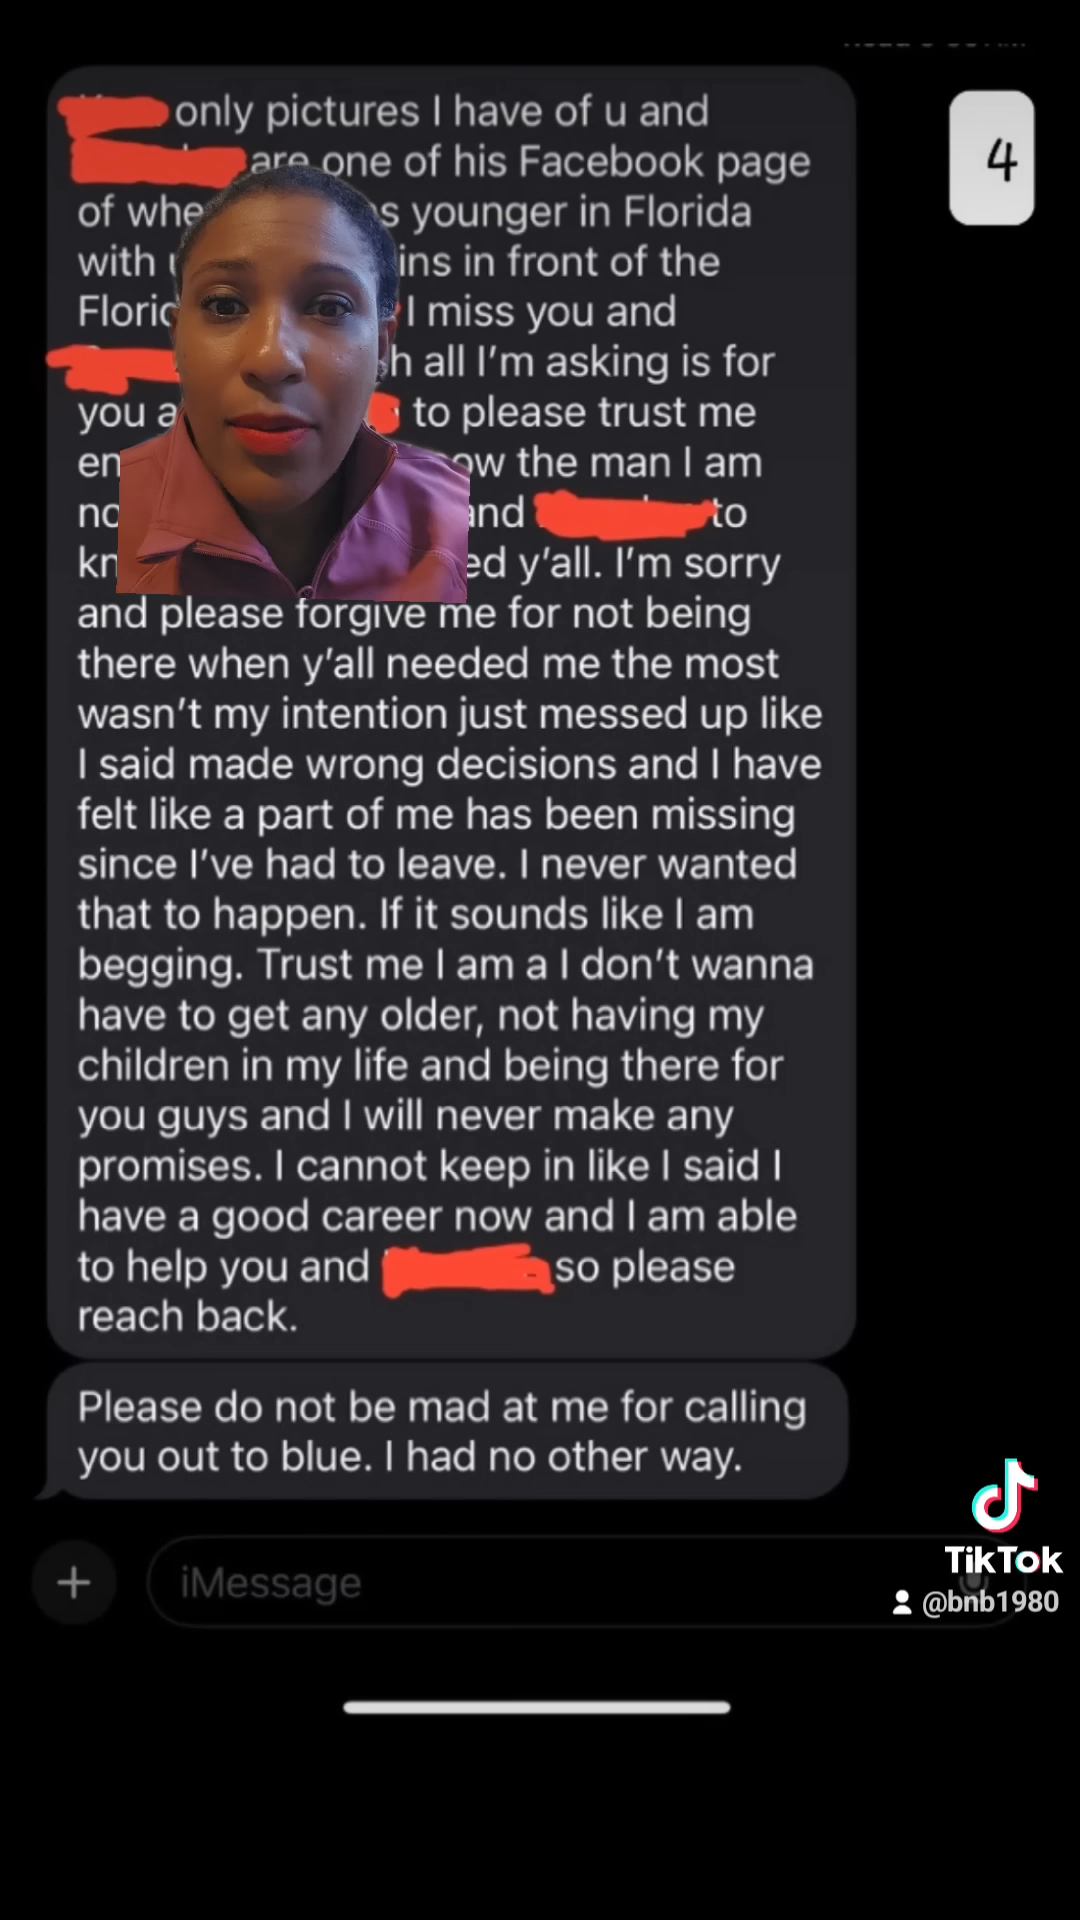 only pictures I have of u and
4
are one of his Facebook page
of whe s younger in Florida
with ins in front of the
Flori I miss you and
h all I'm asking is for
you a to please trust me
en ow the man I am
no and to
kn ed y'all. I'm sorry
and please forgive me for not being
there when y'all needed me the most
wasn't my intention just messed up like
I said made wrong decisions and I have
felt like a part of me has been missing
since I've had to leave. I never wanted
that to happen. If it sounds like I am
begging. Trust me I am a I don't wanna
have to get any older, not having my
children in my life and being there for
you guys and I will never make any
promises. I cannot keep in like I said I
have a good career now and I am able
to help you and so please
reach back.
Please do not be mad at me for calling
you out to blue. I had no other way.
iMessage
TikTok
@bnb1980